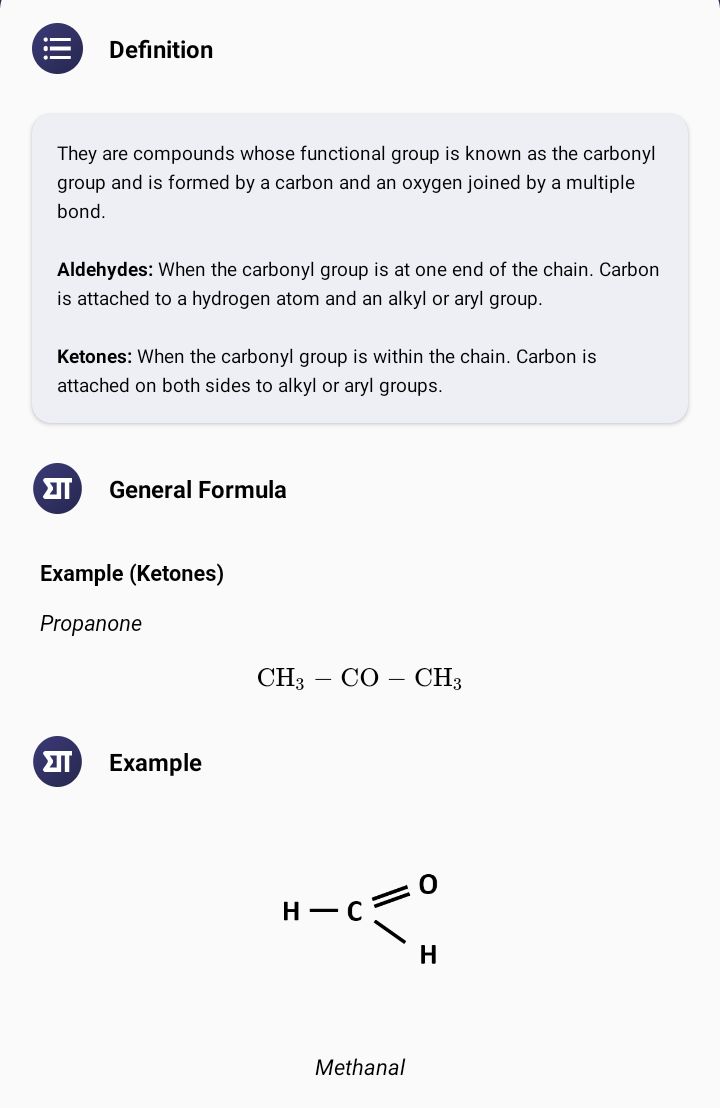 Definition
They are compounds whose functional group is known as the carbonyl
group and is formed by a carbon and an oxygen joined by a multiple
bond.
Aldehydes: When the carbonyl group is at one end of the chain. Carbon
is attached to a hydrogen atom and an alkyl or aryl group.
Ketones: When the carbonyl group is within the chain. Carbon is
attached on both sides to alkyl or aryl groups.
General Formula
Example (Ketones)
Propanone
CH₃ − CO − CH₃
Example
O
H — C
H
Methanal